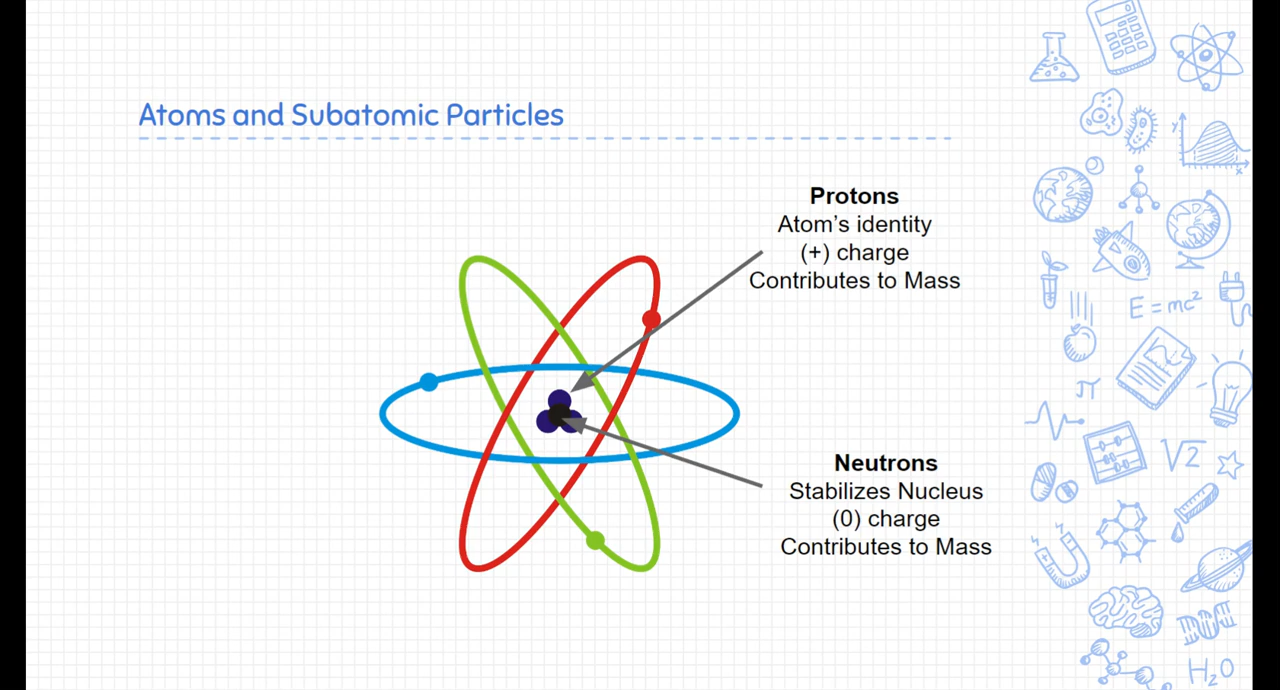 Atoms and Subatomic Particles
Protons
Atom's identity
(+) charge
Contributes to Mass
Neutrons
Stabilizes Nucleus
(0) charge
Contributes to Mass
y
x
E=mc²
π
√2
H₂O